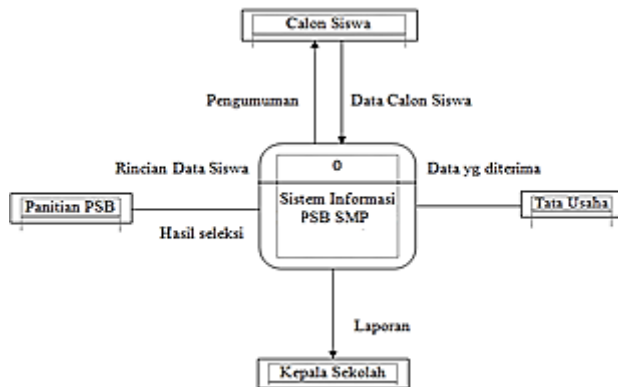 Calon Siswa
Pengumuman
Data Calon Siswa
0
Rincian Data Siswa
Data yg diterima
Sistem Informasi
PSB SMP
Panitian PSB
Tata Usaha
Hasil seleksi
Laporan
Kepala Sekolah